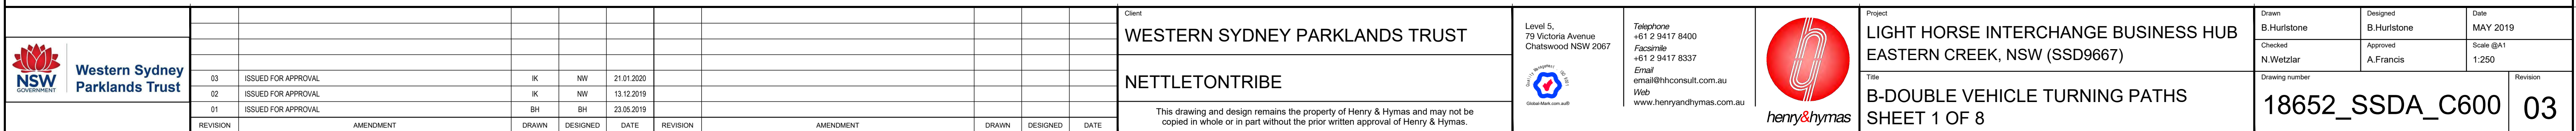 NSW
GOVERNMENT
Western Sydney
Parklands Trust
03 ISSUED FOR APPROVAL IK NW 21.01.2020
02 ISSUED FOR APPROVAL IK NW 13.12.2019
01 ISSUED FOR APPROVAL BH BH 23.05.2019
REVISION AMENDMENT DRAWN DESIGNED DATE REVISION AMENDMENT DRAWN DESIGNED DATE
Client
WESTERN SYDNEY PARKLANDS TRUST
NETTLETONTRIBE
This drawing and design remains the property of Henry & Hymas and may not be
copied in whole or in part without the prior written approval of Henry & Hymas.
Level 5,
79 Victoria Avenue
Chatswood NSW 2067
Global-Mark.com.au®
Telephone
+61 2 9417 8400
Facsimile
+61 2 9417 8337
Email
email@hhconsult.com.au
Web
www.henryandhymas.com.au
henry&hymas
Project
LIGHT HORSE INTERCHANGE BUSINESS HUB
EASTERN CREEK, NSW (SSD9667)
Title
B-DOUBLE VEHICLE TURNING PATHS
SHEET 1 OF 8
Drawn
B.Hurlstone
Designed
B.Hurlstone
Date
MAY 2019
Checked
N.Wetzlar
Approved
A.Francis
Scale @A1
1:250
Drawing number
18652_SSDA_C600
Revision
03